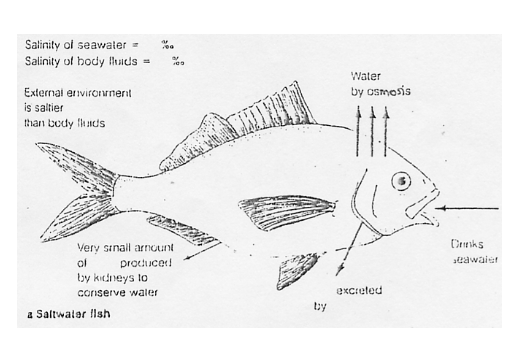 Salinity of seawater = ‰
Salinity of body fluids = ‰
External environment
is saltier
than body fluids
Water
by osmosis
Drinks
seawater
Very small amount
of produced
by kidneys to
conserve water
excreted
by
a Saltwater fish